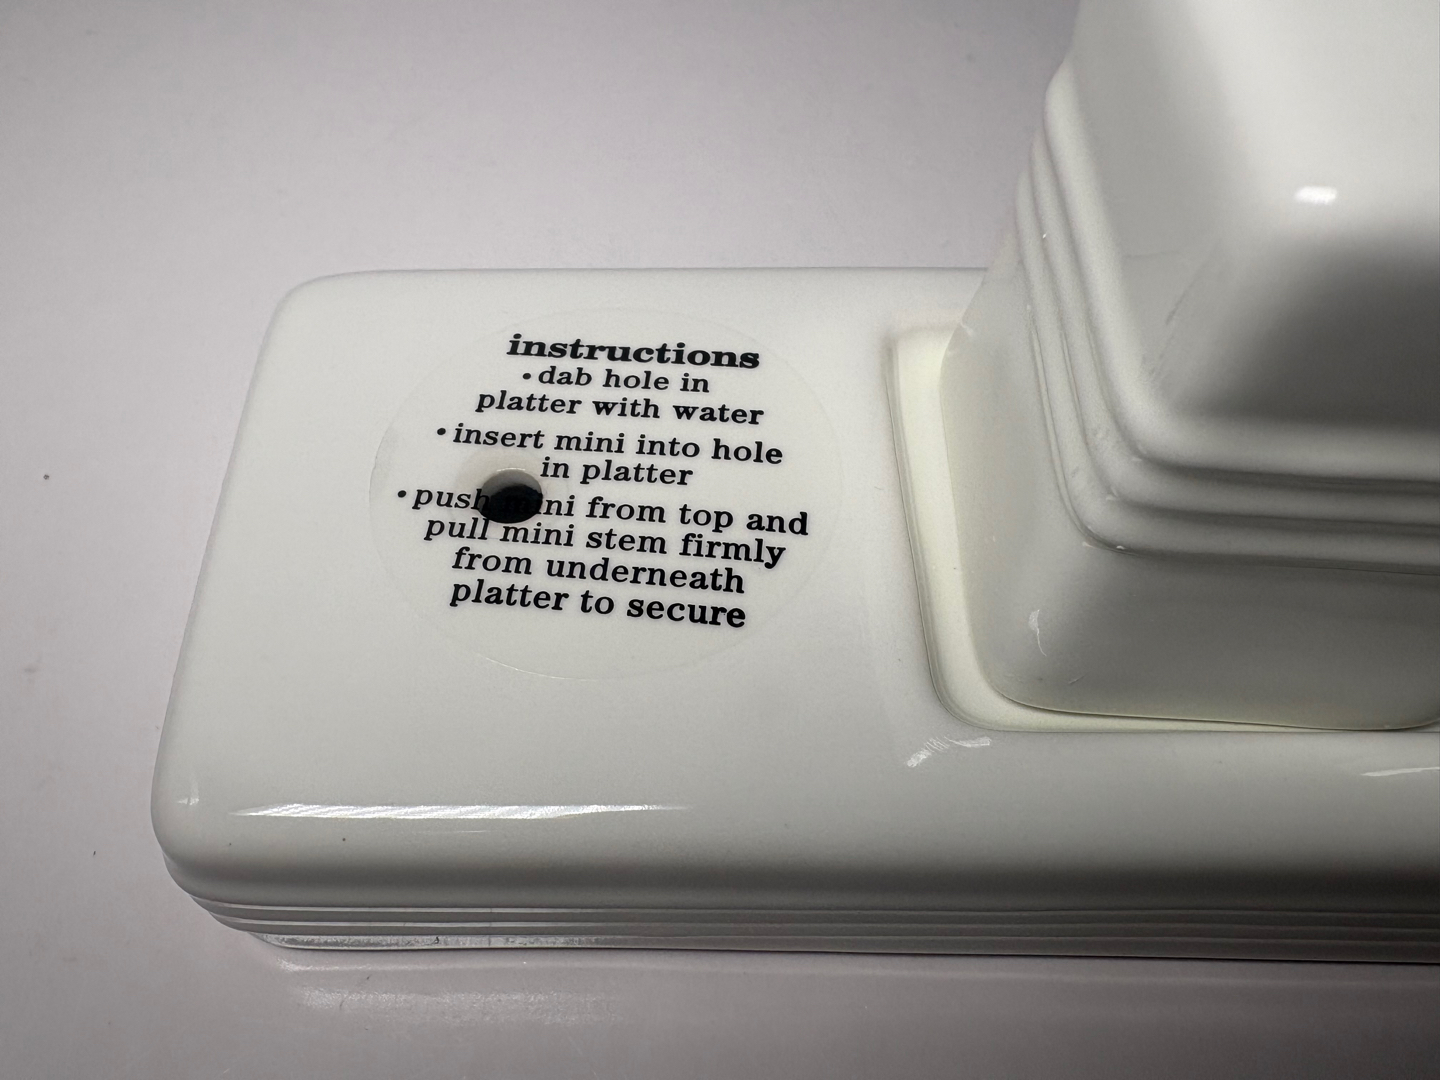 instructions
• dab hole in
platter with water
• insert mini into hole
in platter
• push mini from top and
pull mini stem firmly
from underneath
platter to secure